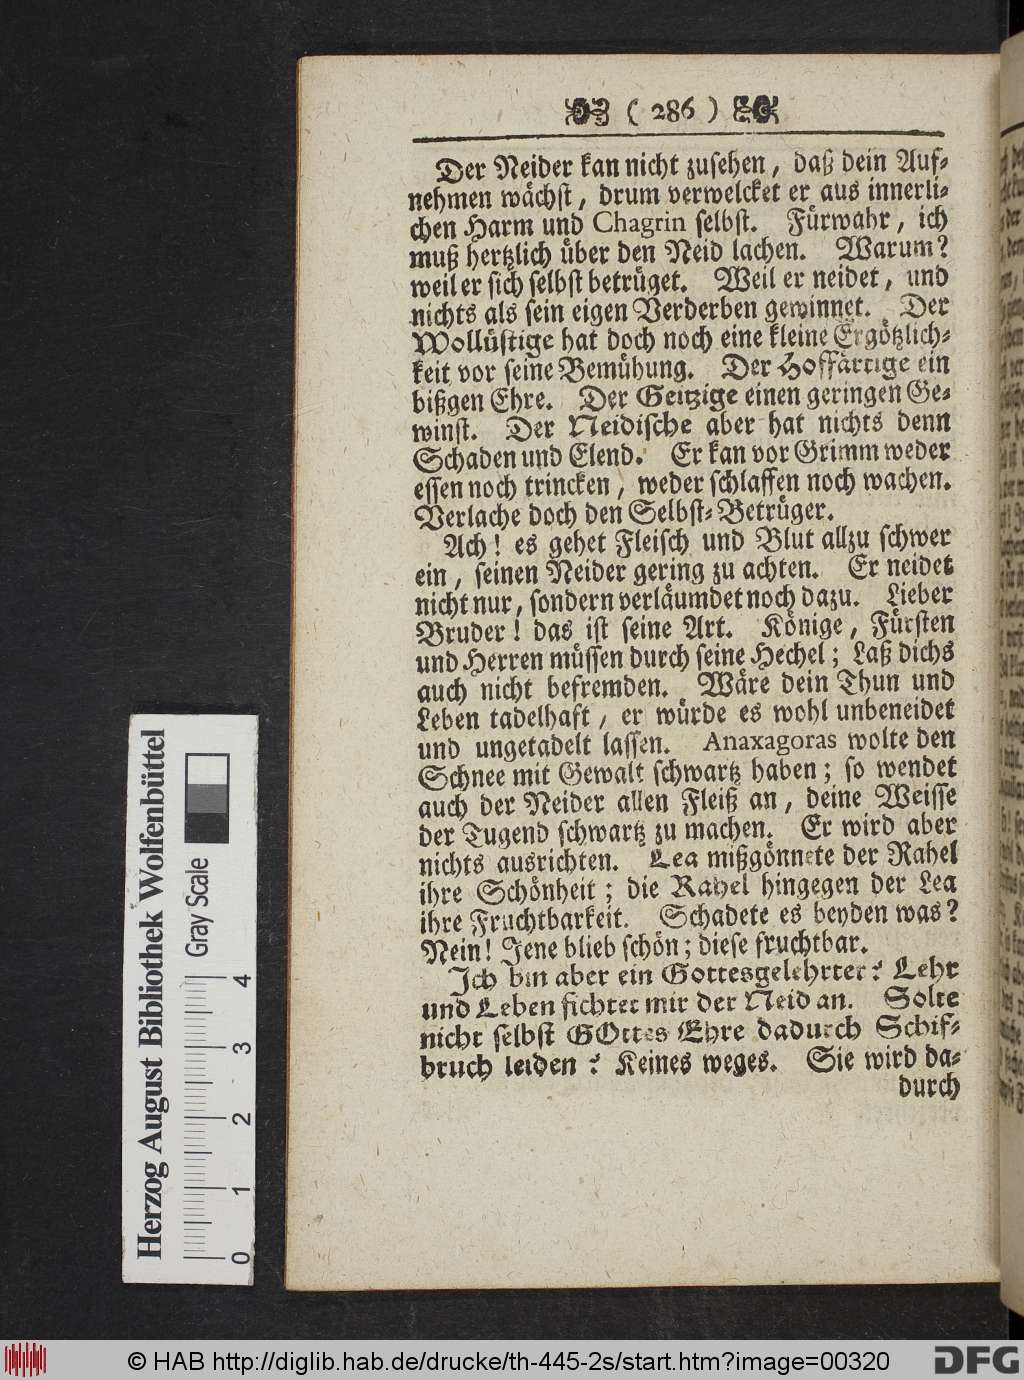 ( 286 )
Der Neider kan nicht zusehen, daß dein Auf-
nehmen wächst, drum verwelcket er aus innerli-
chen Harm und Chagrin selbst. Fürwahr, ich
muß hertzlich über den Neid lachen. Warum?
weil er sich selbst betrüget. Weil er neidet, und
nichts als sein eigen Verderben gewinnet. Der
Wollüstige hat doch noch eine kleine Ergötzlich-
keit vor seine Bemühung. Der Hoffärtige ein
bißgen Ehre. Der Geitzige einen geringen Ge-
winst. Der Neidische aber hat nichts denn
Schaden und Elend. Er kan vor Grimm weder
essen noch trincken, weder schlaffen noch wachen.
Verlache doch den Selbst-Betrüger.
Ach! es gehet Fleisch und Blut allzu schwer
ein, seinen Neider gering zu achten. Er neidet
nicht nur, sondern verläumdet noch dazu. Lieber
Bruder! das ist seine Art. Könige, Fürsten
und Herren müssen durch seine Hechel; Laß dichs
auch nicht befremden. Wäre dein Thun und
Leben tadelhaft, er würde es wohl unbeneidet
und ungetadelt lassen. Anaxagoras wolte den
Schnee mit Gewalt schwartz haben; so wendet
auch der Neider allen Fleiß an, deine Weisse
der Tugend schwartz zu machen. Er wird aber
nichts ausrichten. Lea mißgönnete der Rahel
ihre Schönheit; die Rahel hingegen der Lea
ihre Fruchtbarkeit. Schadete es beyden was?
Nein! Jene blieb schön; diese fruchtbar.
Ich bin aber ein Gottesgelehrter? Lehr
und Leben fichtet mir der Neid an. Solte
nicht selbst GOttes Ehre dadurch Schif-
bruch leiden? Keines weges. Sie wird da-
durch
Herzog August Bibliothek Wolfenbüttel
Gray Scale
0 1 2 3 4
© HAB http://diglib.hab.de/drucke/th-445-2s/start.htm?image=00320
DFG